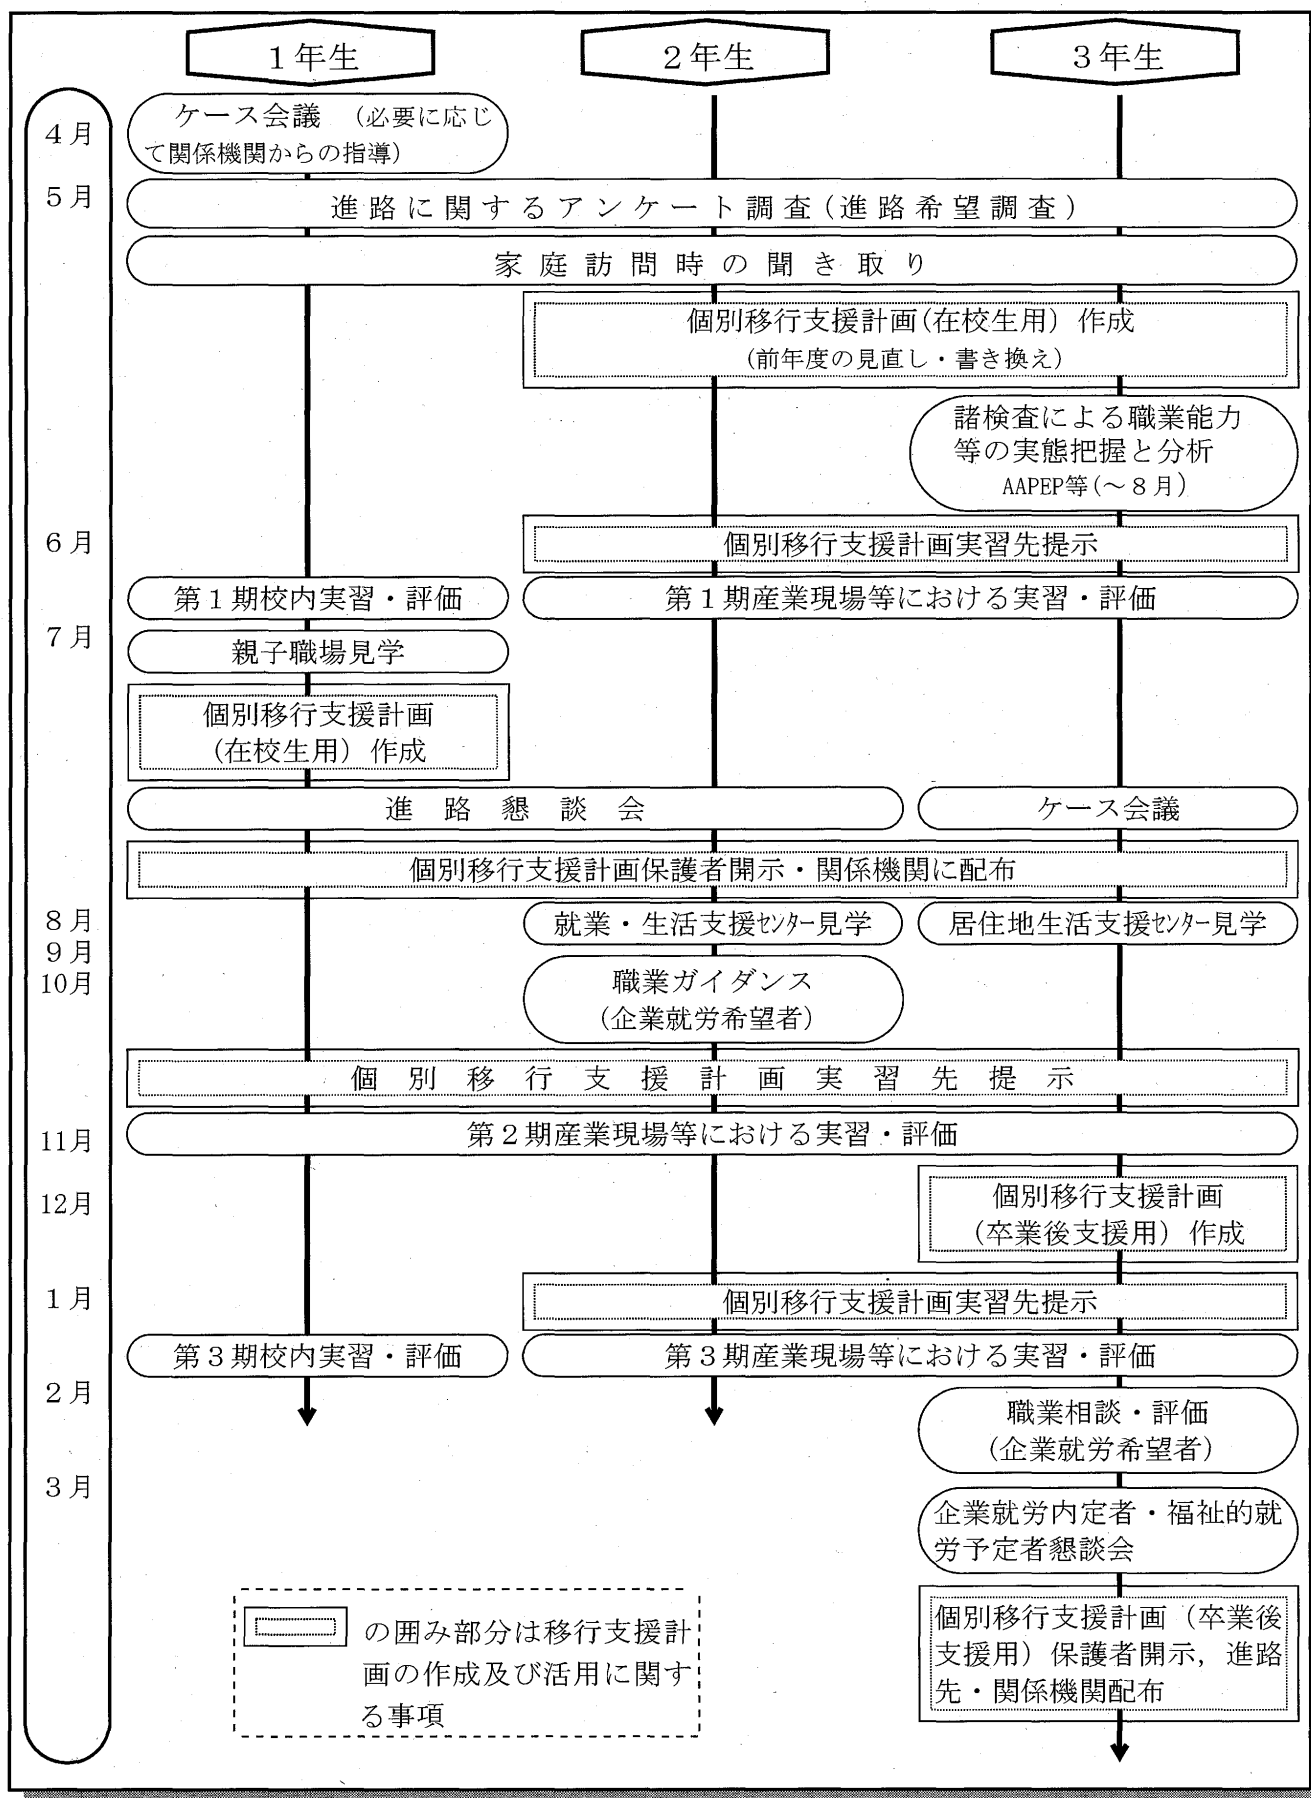 1年生
2年生
3年生
4月
ケース会議 (必要に応じ
て関係機関からの指導)
5月
進路に関するアンケート調査(進路希望調査)
家庭訪問時の聞き取り
個別移行支援計画(在校生用)作成
(前年度の見直し・書き換え)
諸検査による職業能力
等の実態把握と分析
AAPEP等(～8月)
6月
個別移行支援計画実習先提示
第1期校内実習・評価
第1期産業現場等における実習・評価
7月
親子職場見学
個別移行支援計画
(在校生用)作成
進路懇談会
ケース会議
個別移行支援計画保護者開示・関係機関に配布
8月
就業・生活支援ｾﾝﾀｰ見学
居住地生活支援ｾﾝﾀｰ見学
9月
10月
職業ガイダンス
(企業就労希望者)
個別移行支援計画実習先提示
11月
第2期産業現場等における実習・評価
12月
個別移行支援計画
(卒業後支援用)作成
1月
個別移行支援計画実習先提示
第3期校内実習・評価
第3期産業現場等における実習・評価
2月
職業相談・評価
(企業就労希望者)
3月
企業就労内定者・福祉的就
労予定者懇談会
個別移行支援計画(卒業後
支援用)保護者開示,進路
先・関係機関配布
の囲み部分は移行支援計
画の作成及び活用に関す
る事項